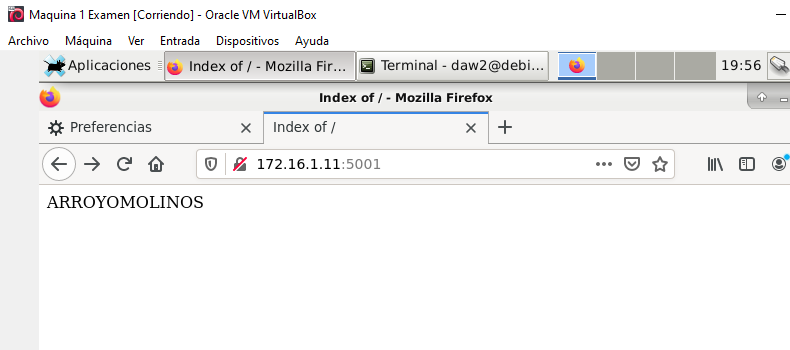 Maquina 1 Examen [Corriendo] - Oracle VM VirtualBox
Archivo Máquina Ver Entrada Dispositivos Ayuda
Aplicaciones Index of / - Mozilla Fir... Terminal - daw2@debi... 19:56
Index of / - Mozilla Firefox
Preferencias Index of /
172.16.1.11:5001
ARROYOMOLINOS